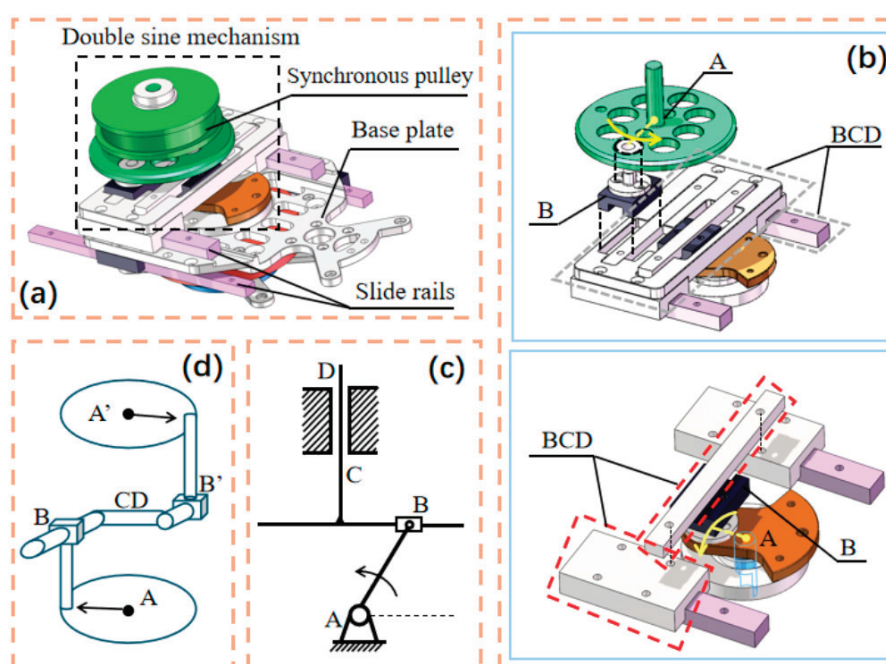 Double sine mechanism
Synchronous pulley
Base plate
Slide rails
(a)
(b)
A
BCD
B
(d)
A'
B'
CD
B
A
(c)
D
C
B
A
BCD
A
B